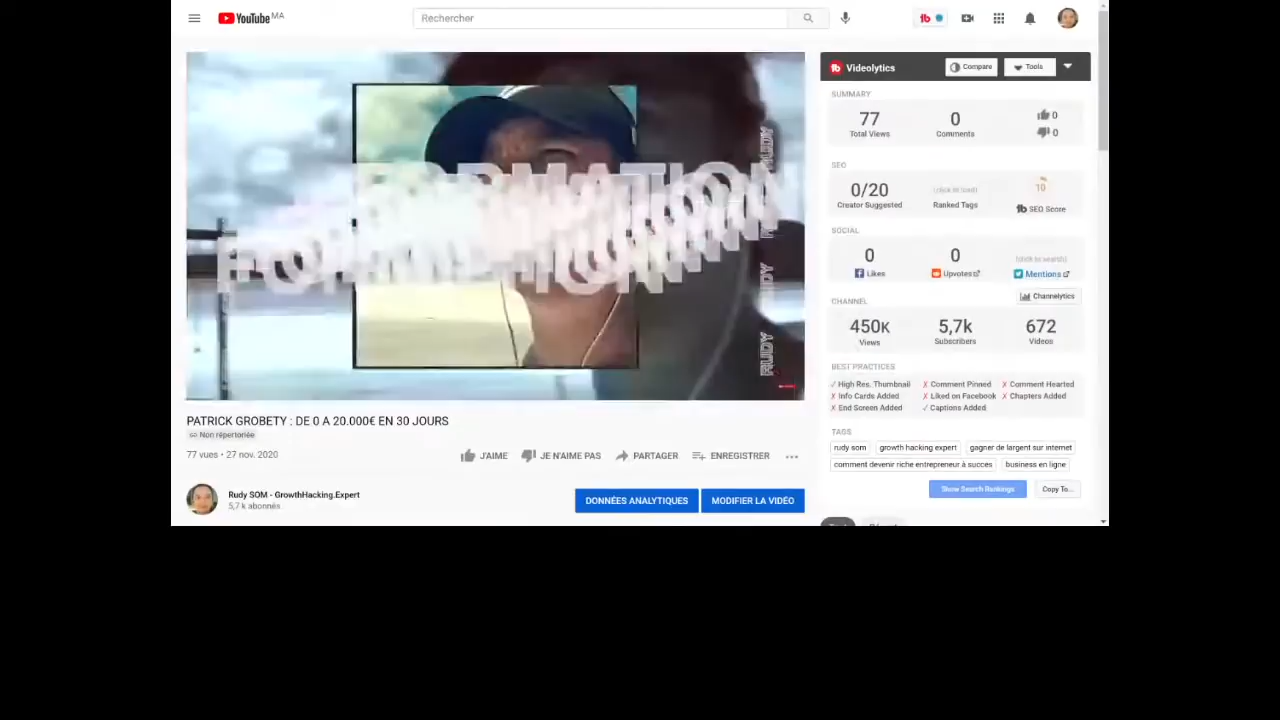 YouTube MA
Rechercher
Videolytics
Compare
Tools
SUMMARY
77
Total Views
0
Comments
0
0
SEO
0/20
Creator Suggested
Ranked Tags
10
SEO Score
SOCIAL
0
Likes
0
Upvotes
Mentions
Channelytics
CHANNEL
450K
Views
5,7k
Subscribers
672
Videos
BEST PRACTICES
✓ High Res. Thumbnail
✗ Comment Pinned
✗ Comment Hearted
✗ Info Cards Added
✗ Liked on Facebook
✗ Chapters Added
✗ End Screen Added
✓ Captions Added
TAGS
rudy som
growth hacking expert
gagner de largent sur internet
comment devenir riche entrepreneur à succes
business en ligne
Show Search Rankings
Copy To...
FORMATION
RUDY
RUDY
RUDY
PATRICK GROBETY : DE 0 A 20.000€ EN 30 JOURS
Non répertoriée
77 vues • 27 nov. 2020
J'AIME
JE N'AIME PAS
PARTAGER
ENREGISTRER
Rudy SOM - GrowthHacking.Expert
5,7 k abonnés
DONNÉES ANALYTIQUES
MODIFIER LA VIDÉO